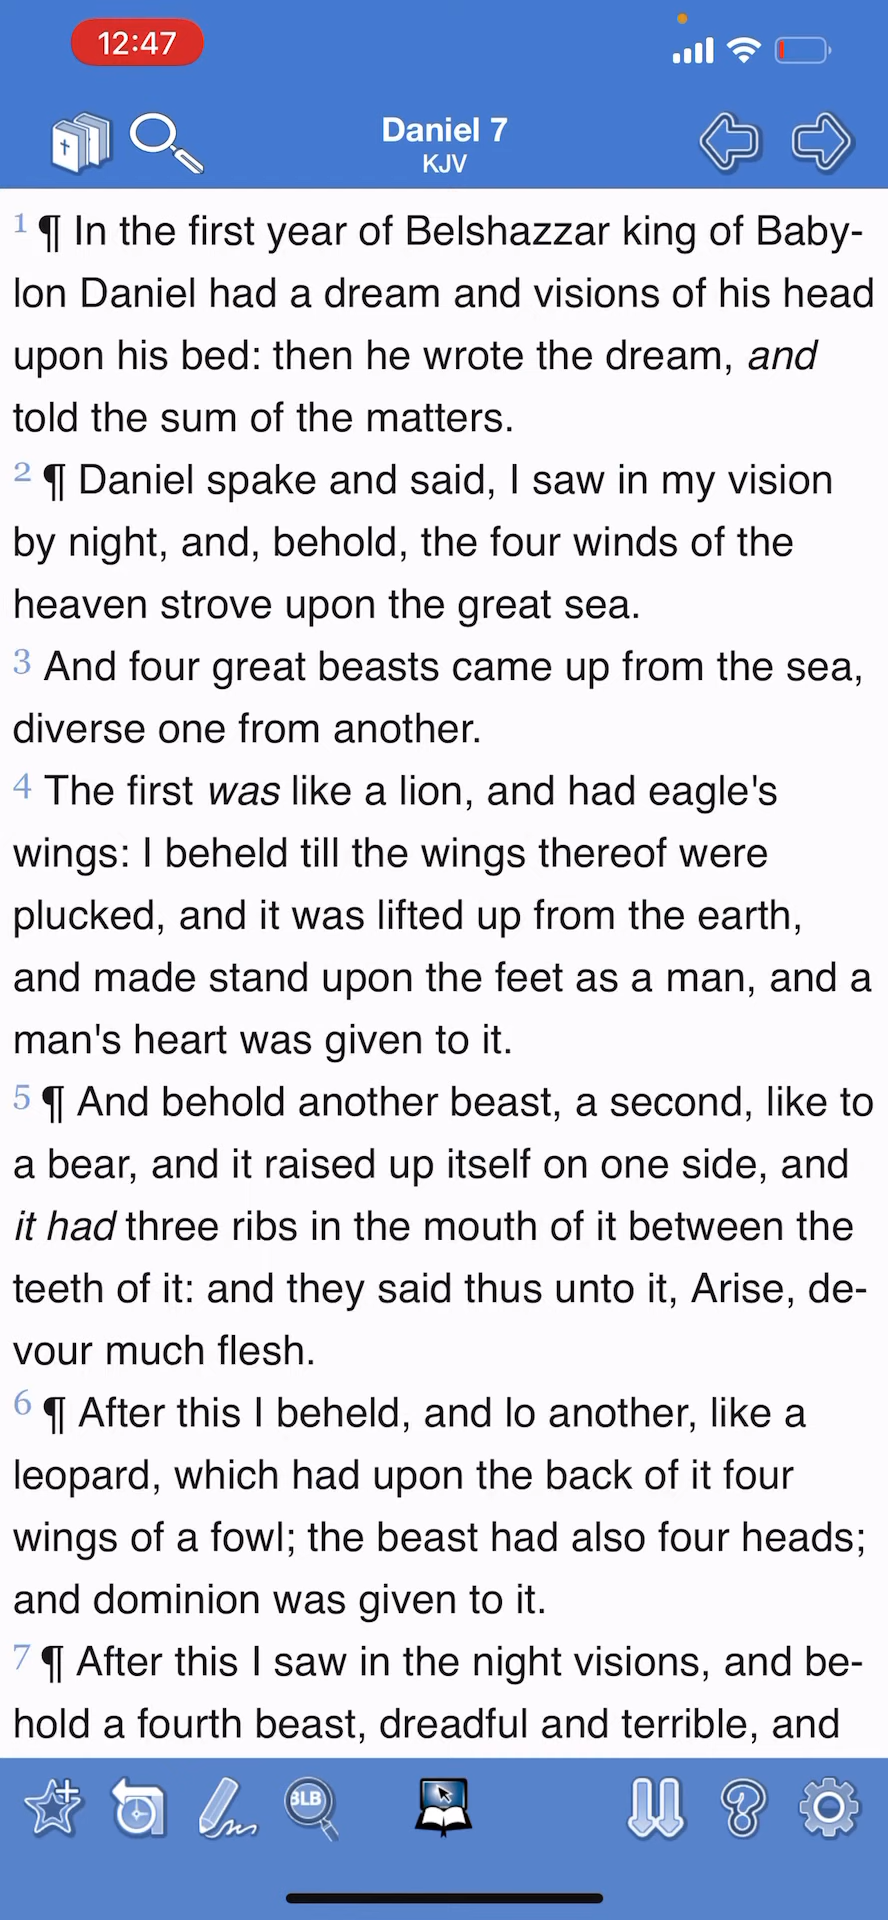 12:47
Daniel 7
KJV
1 ¶ In the first year of Belshazzar king of Baby-
lon Daniel had a dream and visions of his head
upon his bed: then he wrote the dream, and
told the sum of the matters.
2 ¶ Daniel spake and said, I saw in my vision
by night, and, behold, the four winds of the
heaven strove upon the great sea.
3 And four great beasts came up from the sea,
diverse one from another.
4 The first was like a lion, and had eagle's
wings: I beheld till the wings thereof were
plucked, and it was lifted up from the earth,
and made stand upon the feet as a man, and a
man's heart was given to it.
5 ¶ And behold another beast, a second, like to
a bear, and it raised up itself on one side, and
it had three ribs in the mouth of it between the
teeth of it: and they said thus unto it, Arise, de-
vour much flesh.
6 ¶ After this I beheld, and lo another, like a
leopard, which had upon the back of it four
wings of a fowl; the beast had also four heads;
and dominion was given to it.
7 ¶ After this I saw in the night visions, and be-
hold a fourth beast, dreadful and terrible, and
BLB